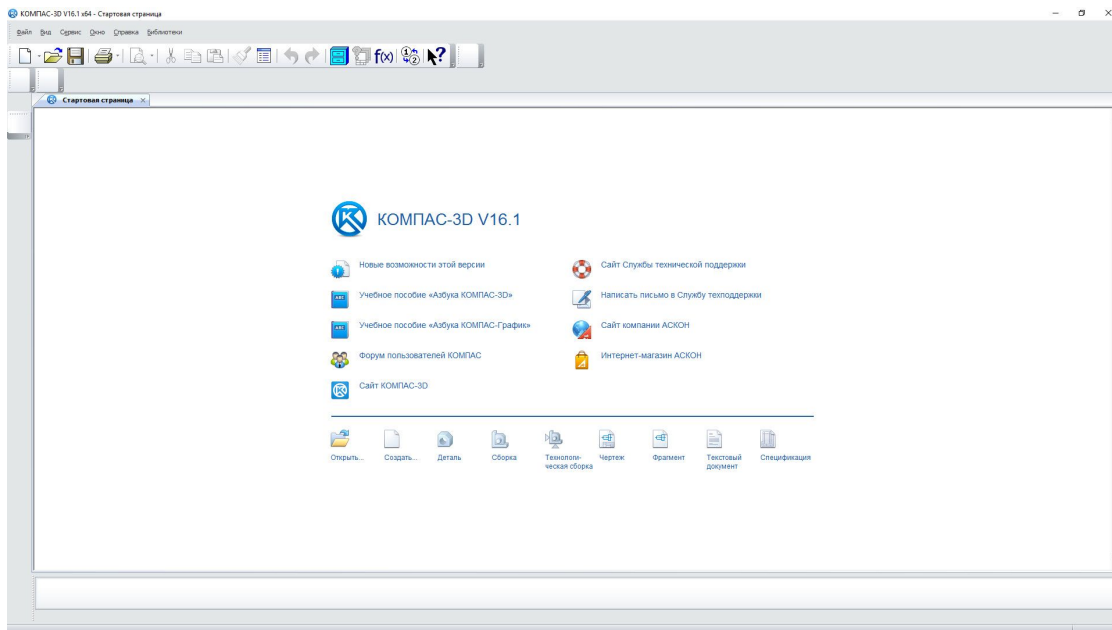 КОМПАС-3D V16.1 x64 - Стартовая страница
Файл Вид Сервис Окно Справка Библиотеки
f(x)
Стартовая страница
КОМПАС-3D V16.1
Новые возможности этой версии
Сайт Службы технической поддержки
Учебное пособие «Азбука КОМПАС-3D»
Написать письмо в Службу техподдержки
Учебное пособие «Азбука КОМПАС-График»
Сайт компании АСКОН
Форум пользователей КОМПАС
Интернет-магазин АСКОН
Сайт КОМПАС-3D
Открыть... Создать... Деталь Сборка Технологи- Чертеж Фрагмент Текстовый Спецификация
ческая сборка документ